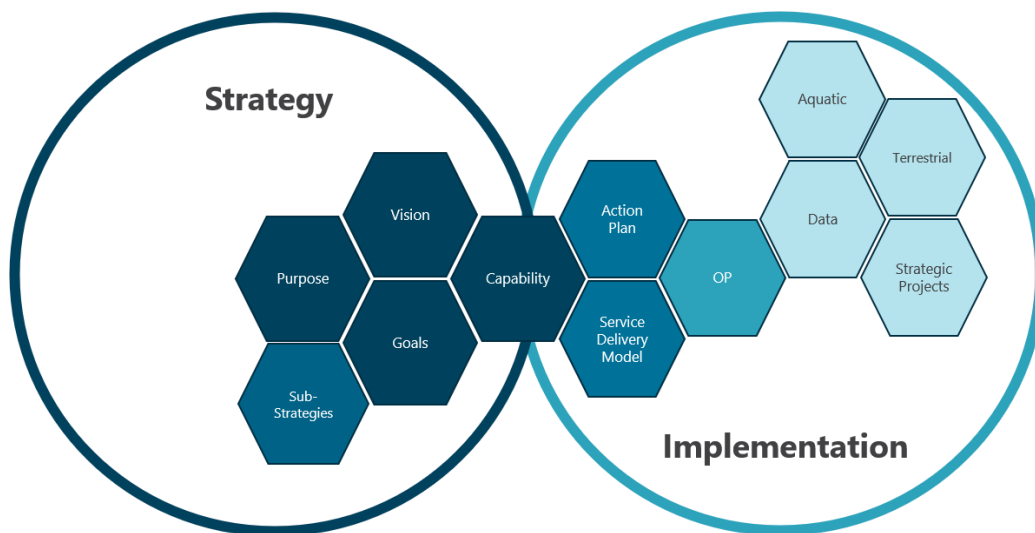 Strategy
Vision
Purpose
Goals
Sub-
Strategies
Capability
Action
Plan
Service
Delivery
Model
OP
Aquatic
Terrestrial
Data
Strategic
Projects
Implementation